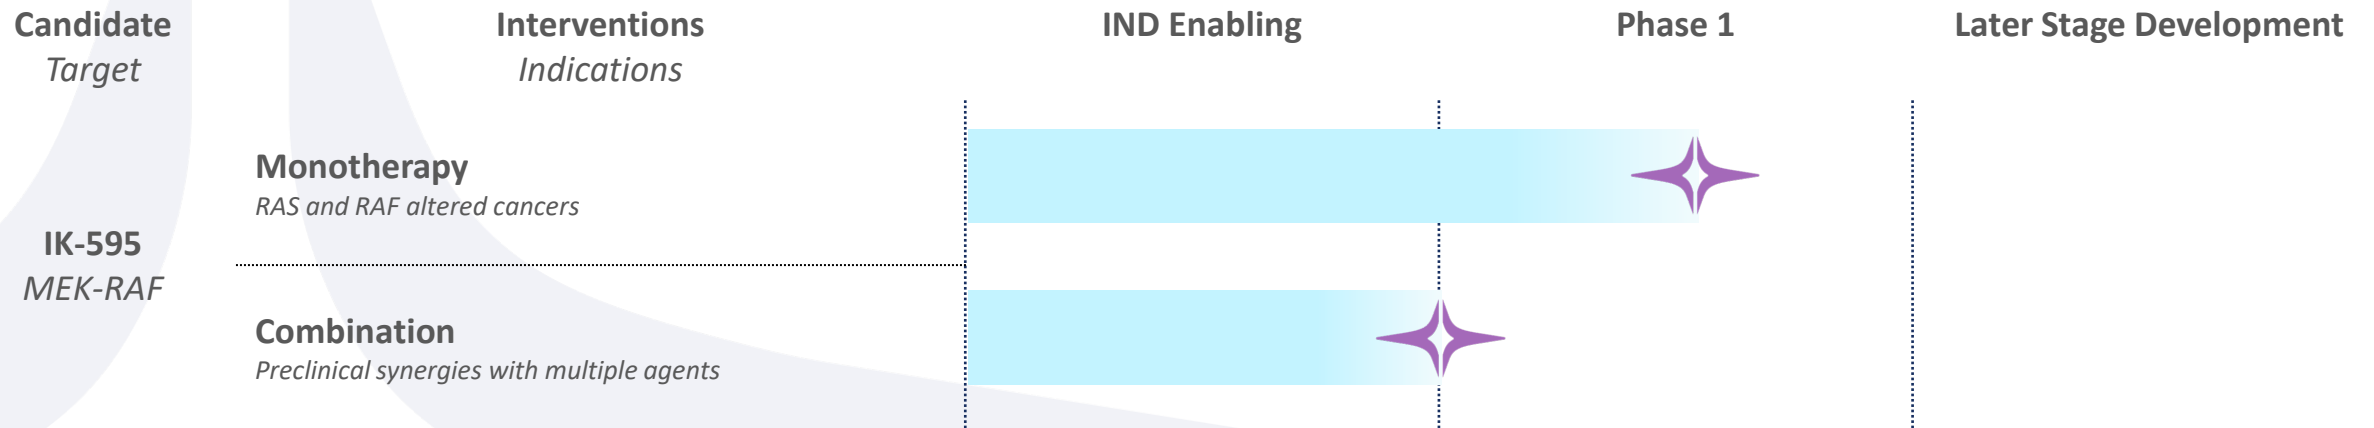 Candidate
Target
Interventions
Indications
IND Enabling
Phase 1
Later Stage Development
Monotherapy
RAS and RAF altered cancers
IK-595
MEK-RAF
Combination
Preclinical synergies with multiple agents